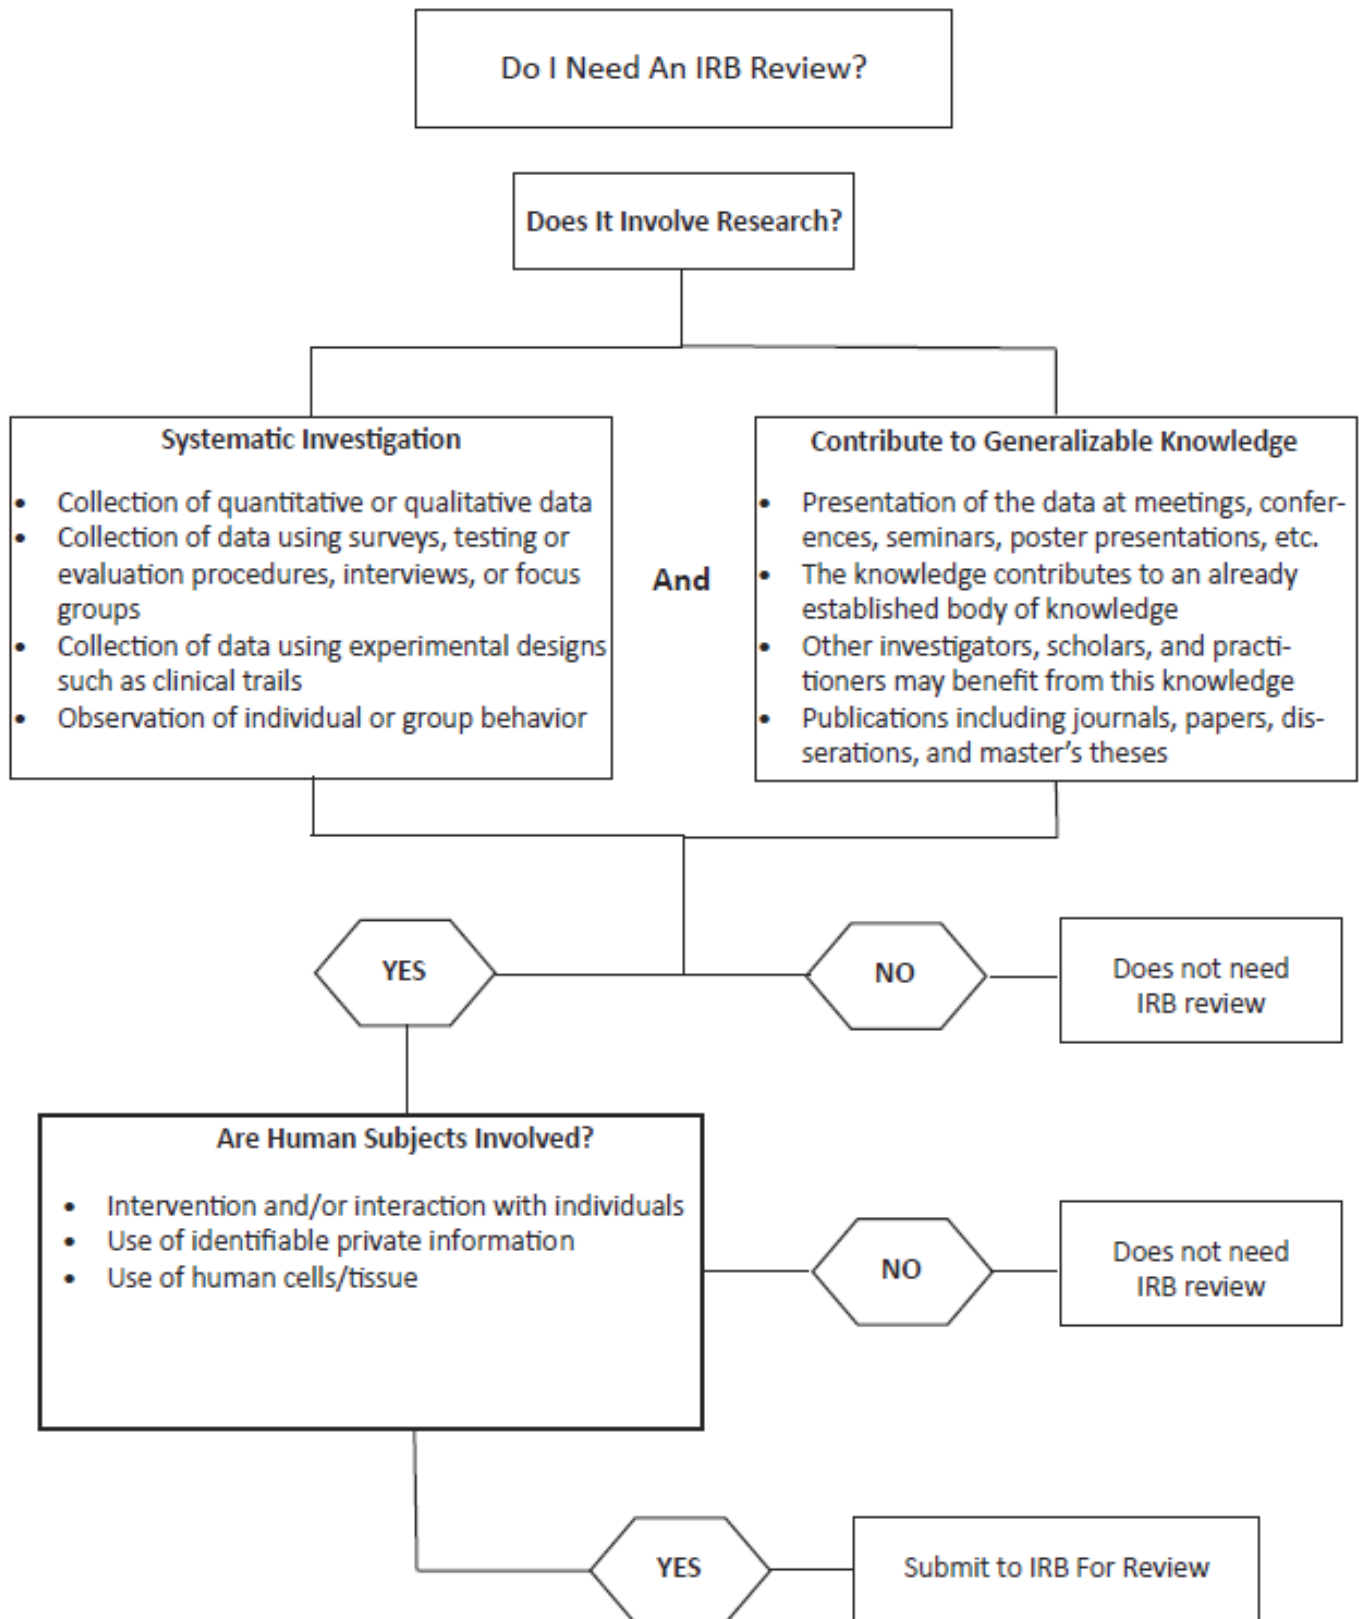 Do I Need An IRB Review?
Does It Involve Research?
Systematic Investigation
• Collection of quantitative or qualitative data
• Collection of data using surveys, testing or
evaluation procedures, interviews, or focus
groups
• Collection of data using experimental designs
such as clinical trails
• Observation of individual or group behavior
And
Contribute to Generalizable Knowledge
• Presentation of the data at meetings, confer-
ences, seminars, poster presentations, etc.
• The knowledge contributes to an already
established body of knowledge
• Other investigators, scholars, and practi-
tioners may benefit from this knowledge
• Publications including journals, papers, dis-
serations, and master's theses
YES
NO
Does not need
IRB review
Are Human Subjects Involved?
• Intervention and/or interaction with individuals
• Use of identifiable private information
• Use of human cells/tissue
NO
Does not need
IRB review
YES
Submit to IRB For Review